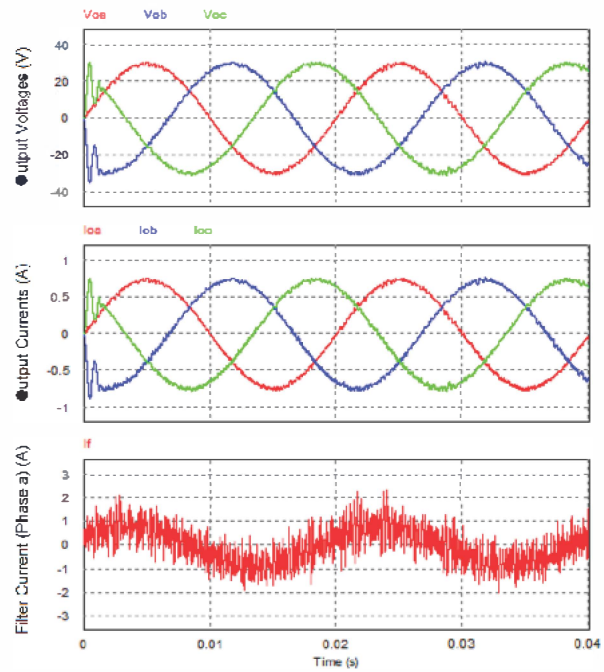 Voa Vob Voc
Output Voltages (V)
40
20
0
-20
-40
Ioa Iob Ioc
Output Currents (A)
1
0.5
0
-0.5
-1
If
Filter Current (Phase a) (A)
3
2
1
0
-1
-2
-3
0 0.01 0.02 0.03 0.04
Time (s)